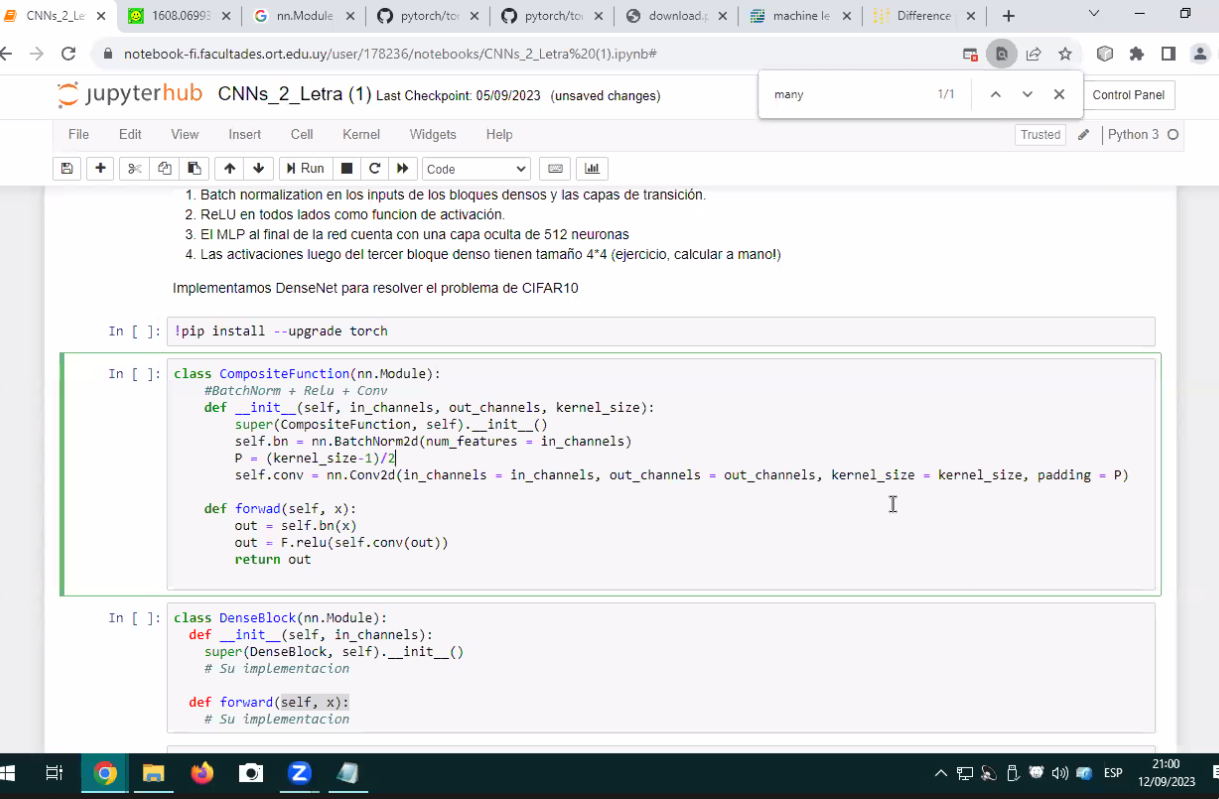 CNNs_2_Le
1608.0699
nn.Module
pytorch/to
pytorch/to
download.p
machine le
Difference
notebook-fi.facultades.ort.edu.uy/user/178236/notebooks/CNNs_2_Letra%20(1).ipynb#
many
1/1
jupyterhub CNNs_2_Letra (1) Last Checkpoint: 05/09/2023 (unsaved changes)
Control Panel
File Edit View Insert Cell Kernel Widgets Help
Trusted
Python 3
Run
Code
1. Batch normalization en los inputs de los bloques densos y las capas de transición.
2. ReLU en todos lados como funcion de activación.
3. El MLP al final de la red cuenta con una capa oculta de 512 neuronas
4. Las activaciones luego del tercer bloque denso tienen tamaño 4*4 (ejercicio, calcular a mano!)
Implementamos DenseNet para resolver el problema de CIFAR10
In [ ]: !pip install --upgrade torch
In [ ]: class CompositeFunction(nn.Module):
#BatchNorm + Relu + Conv
def __init__(self, in_channels, out_channels, kernel_size):
super(CompositeFunction, self).__init__()
self.bn = nn.BatchNorm2d(num_features = in_channels)
P = (kernel_size-1)/2
self.conv = nn.Conv2d(in_channels = in_channels, out_channels = out_channels, kernel_size = kernel_size, padding = P)
def forwad(self, x):
out = self.bn(x)
out = F.relu(self.conv(out))
return out
In [ ]: class DenseBlock(nn.Module):
def __init__(self, in_channels):
super(DenseBlock, self).__init__()
# Su implementacion
def forward(self, x):
# Su implementacion
ESP
21:00
12/09/2023